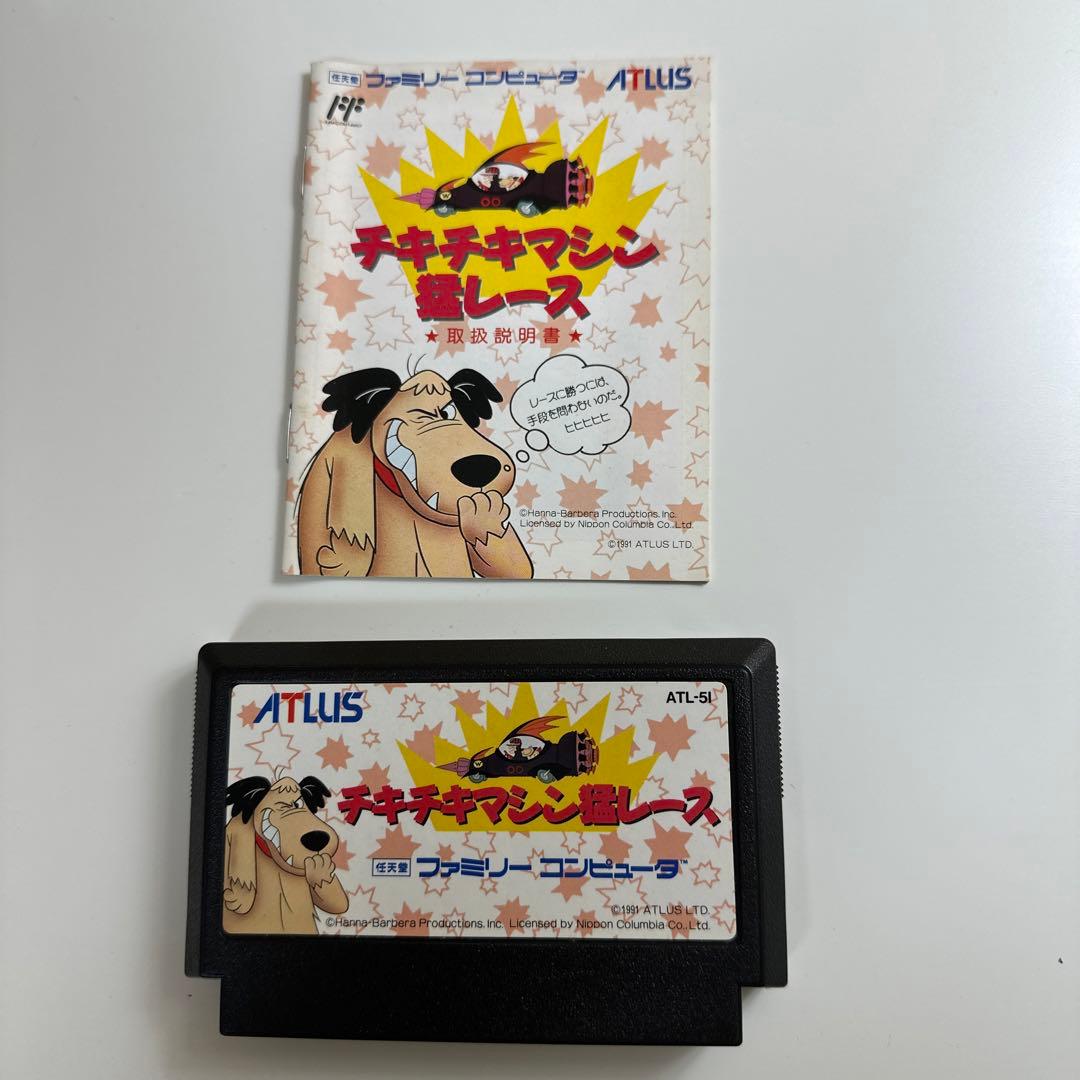 任天堂 ファミリー コンピュータ™ ATLUS
チキチキマシン
猛レース
★取扱説明書★
レースに勝つには、
手段を問わないのだ。
ヒヒヒヒヒ
©Hanna-Barbera Productions, Inc.
Licensed by Nippon Columbia Co., Ltd.
©1991 ATLUS LTD.
ATLUS
ATL-5I
W
チキチキマシン猛レース
任天堂 ファミリー コンピュータ™
©1991 ATLUS LTD.
©Hanna-Barbera Productions, Inc. Licensed by Nippon Columbia Co., Ltd.